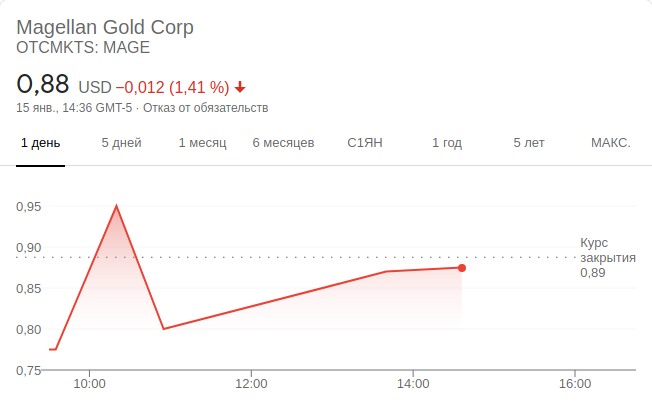 Magellan Gold Corp
OTCMKTS: MAGE
0,88 USD −0,012 (1,41 %)
15 янв., 14:36 GMT-5 · Отказ от обязательств
1 день 5 дней 1 месяц 6 месяцев С1ЯН 1 год 5 лет МАКС.
0,95
0,90
0,85
0,80
0,75
Курс
закрытия
0,89
10:00 12:00 14:00 16:00